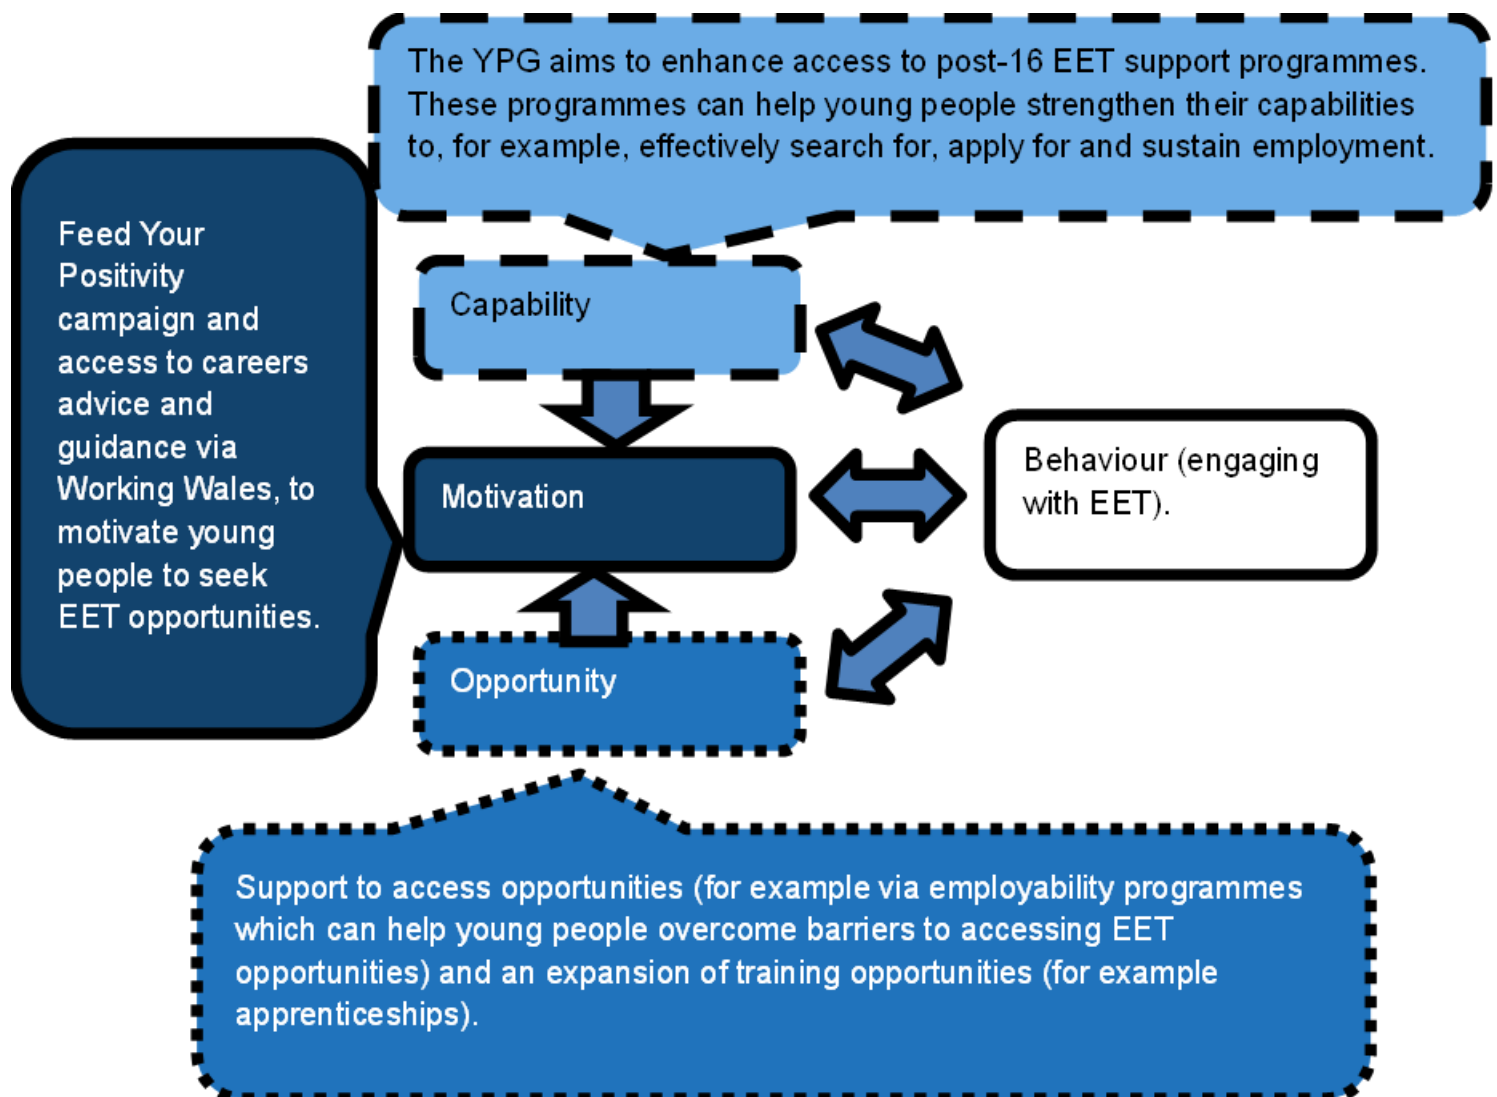 The YPG aims to enhance access to post-16 EET support programmes.
These programmes can help young people strengthen their capabilities
to, for example, effectively search for, apply for and sustain employment.
Feed Your
Positivity
campaign and
access to careers
advice and
guidance via
Working Wales, to
motivate young
people to seek
EET opportunities.
Capability
Motivation
Behaviour (engaging
with EET).
Opportunity
Support to access opportunities (for example via employability programmes
which can help young people overcome barriers to accessing EET
opportunities) and an expansion of training opportunities (for example
apprenticeships).